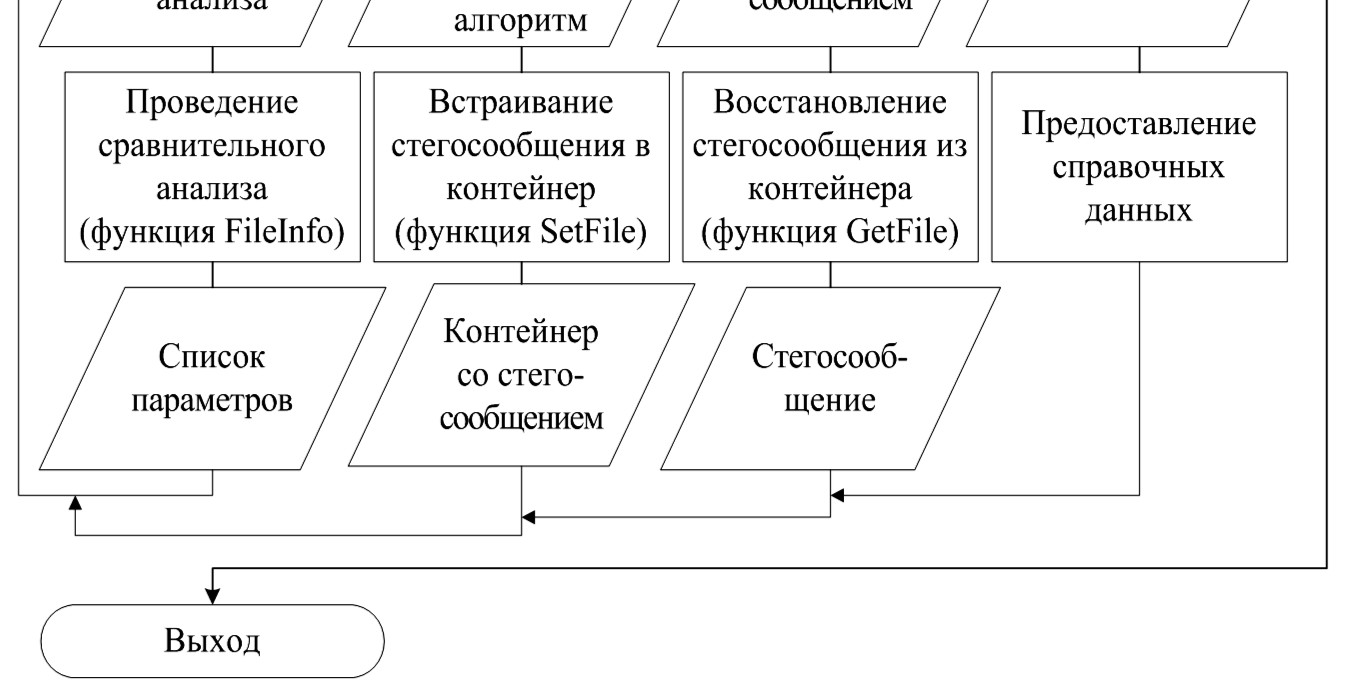 анализа
алгоритм
сообщением
Проведение
сравнительного
анализа
(функция FileInfo)
Встраивание
стегосообщения в
контейнер
(функция SetFile)
Восстановление
стегосообщения из
контейнера
(функция GetFile)
Предоставление
справочных
данных
Список
параметров
Контейнер
со стего-
сообщением
Стегосооб-
щение
Выход